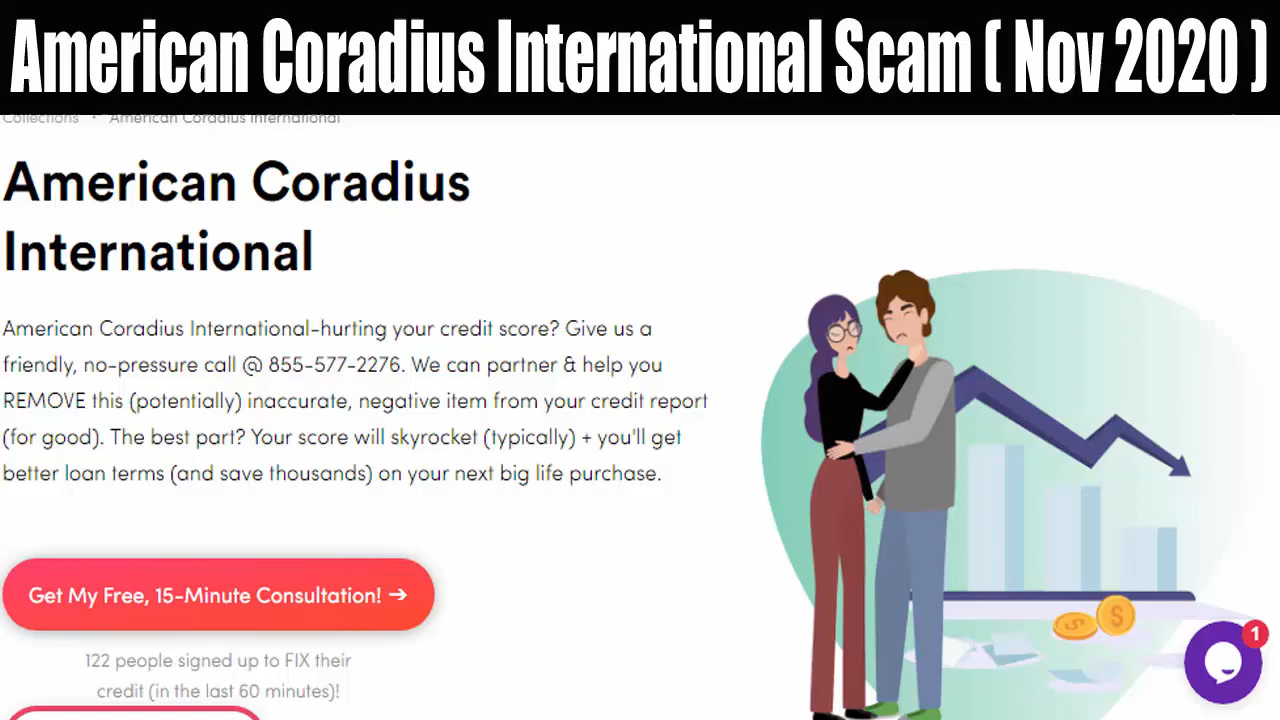 American Coradius International Scam ( Nov 2020 )
Collections · American Coradius International
American Coradius
International
American Coradius International-hurting your credit score? Give us a
friendly, no-pressure call @ 855-577-2276. We can partner & help you
REMOVE this (potentially) inaccurate, negative item from your credit report
(for good). The best part? Your score will skyrocket (typically) + you'll get
better loan terms (and save thousands) on your next big life purchase.
Get My Free, 15-Minute Consultation! →
122 people signed up to FIX their
credit (in the last 60 minutes)!
1